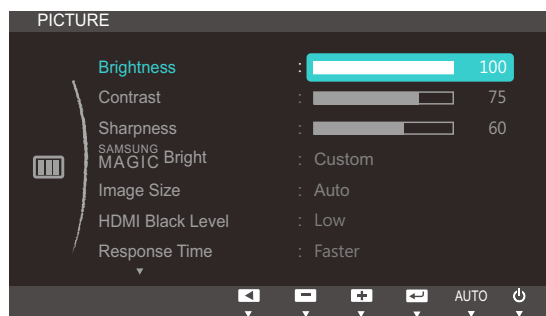 PICTURE
Brightness : 100
Contrast : 75
Sharpness : 60
SAMSUNG MAGIC Bright : Custom
Image Size : Auto
HDMI Black Level : Low
Response Time : Faster
AUTO